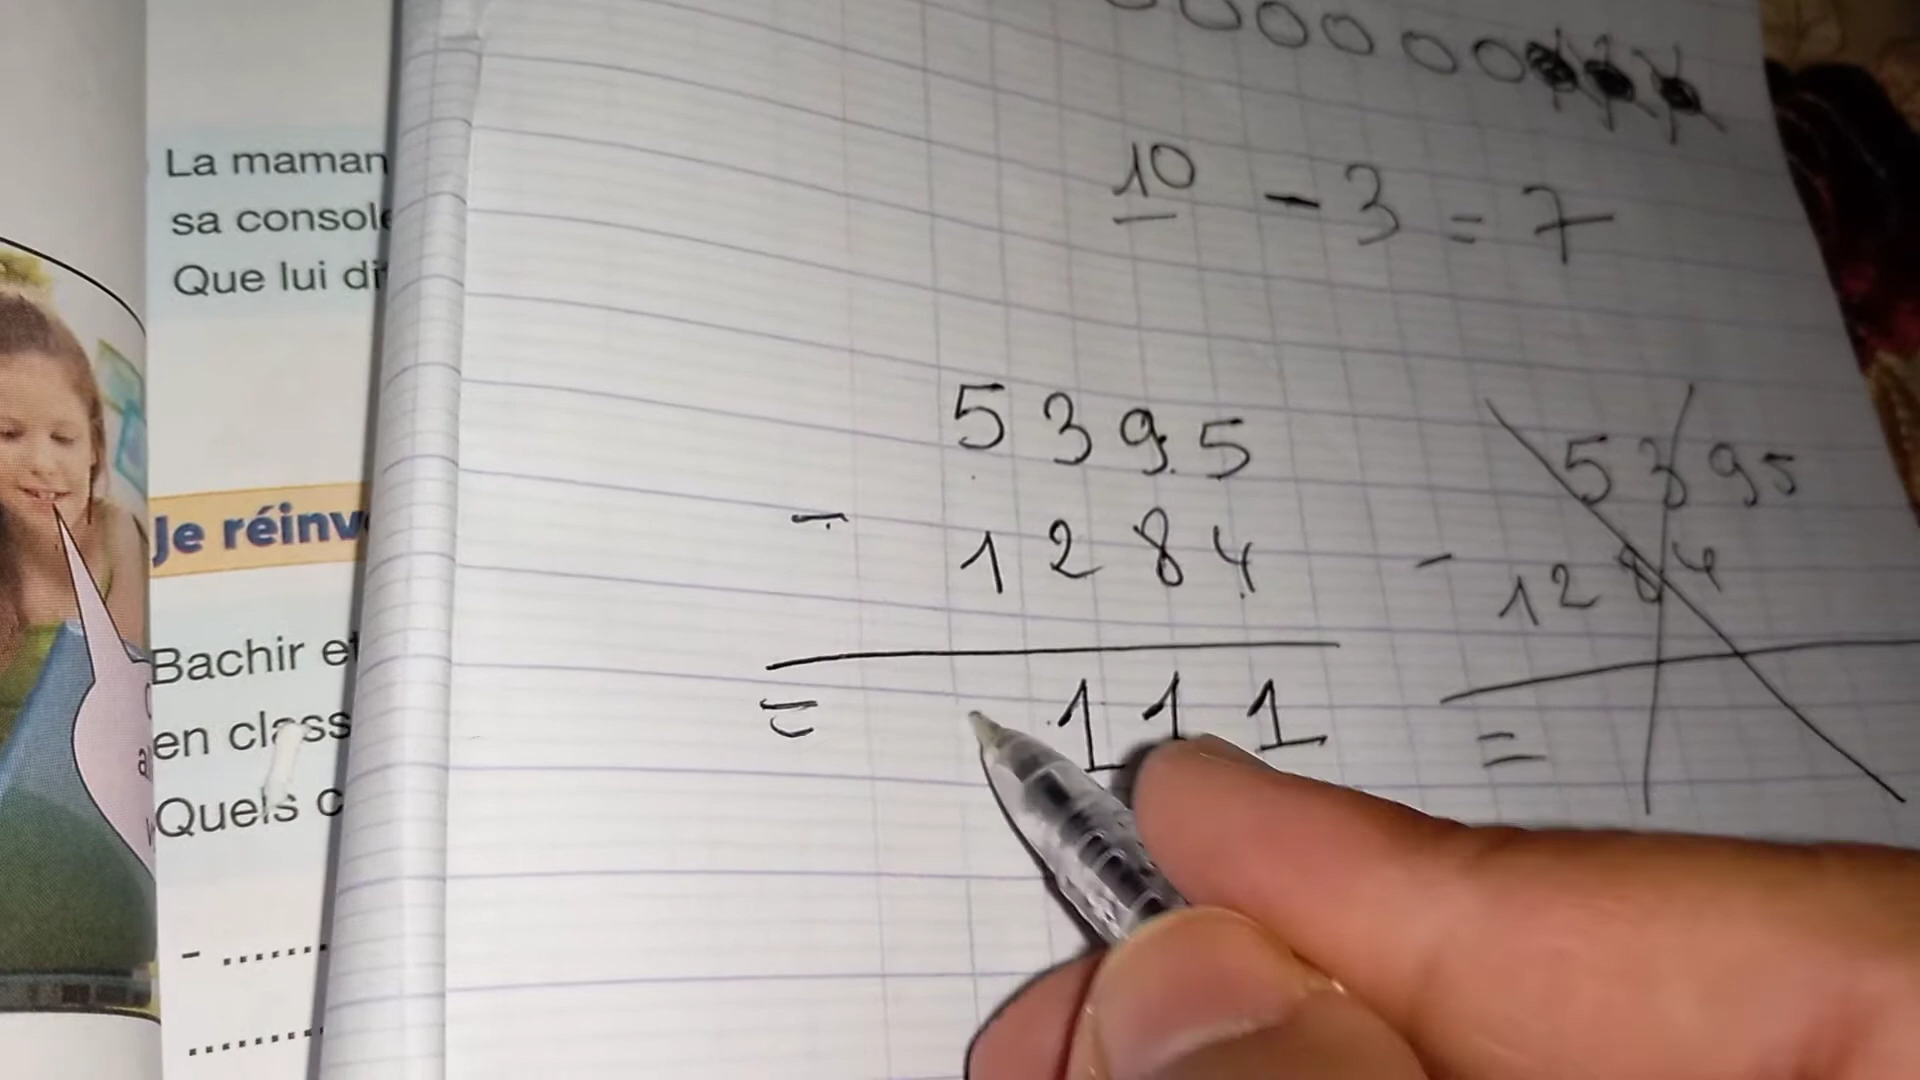 La maman
sa console
Que lui di
Je réinv
Bachir et
en class
Quels c
- .......
........
10 - 3 = 7
5395
- 1284
= 111
5395
- 1284
=